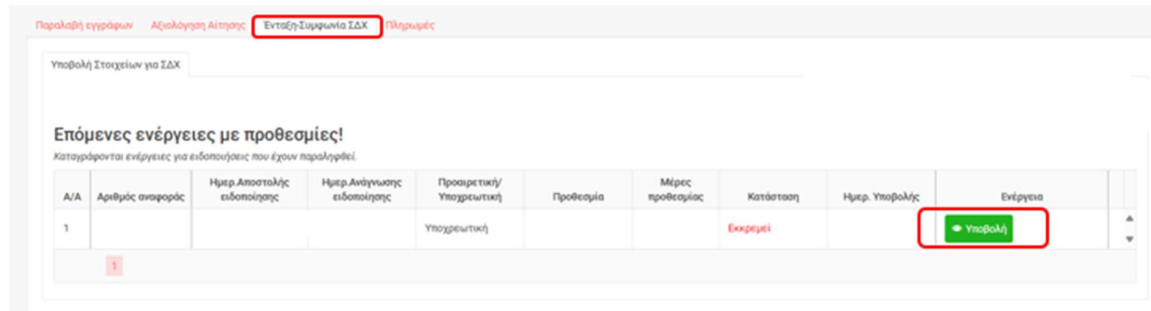 Παραλαβή εγγράφων Αξιολόγηση Αίτησης Ένταξη-Συμφωνία ΣΔΧ Πληρωμές
Υποβολή Στοιχείων για ΣΔΧ
Επόμενες ενέργειες με προθεσμίες!
Καταγράφονται ενέργειες για ειδοποιήσεις που έχουν παραληφθεί.
Α/Α Αριθμός αναφοράς Ημερ.Αποστολής ειδοποίησης Ημερ.Ανάγνωσης ειδοποίησης Προαιρετική/ Υποχρεωτική Προθεσμία Μέρες προθεσμίας Κατάσταση Ημερ. Υποβολής Ενέργεια
1 Υποχρεωτική Εκκρεμεί Υποβολή
1